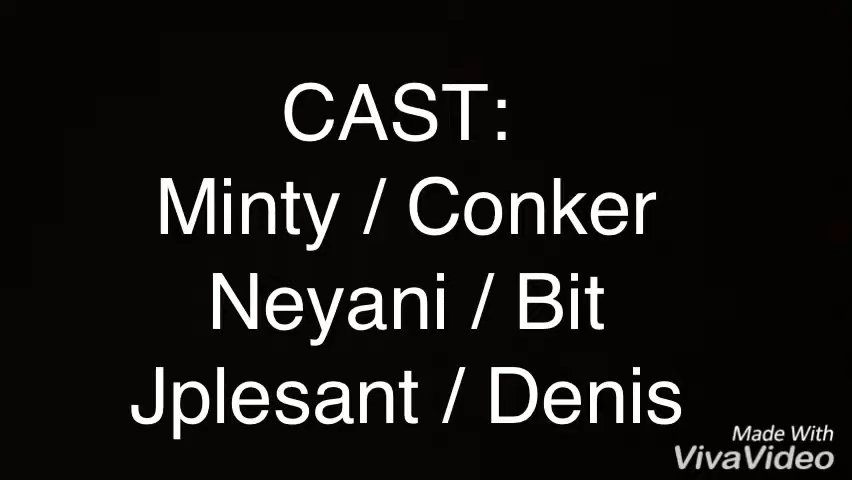 CAST:
Minty / Conker
Neyani / Bit
Jplesant / Denis
Made With
VivaVideo